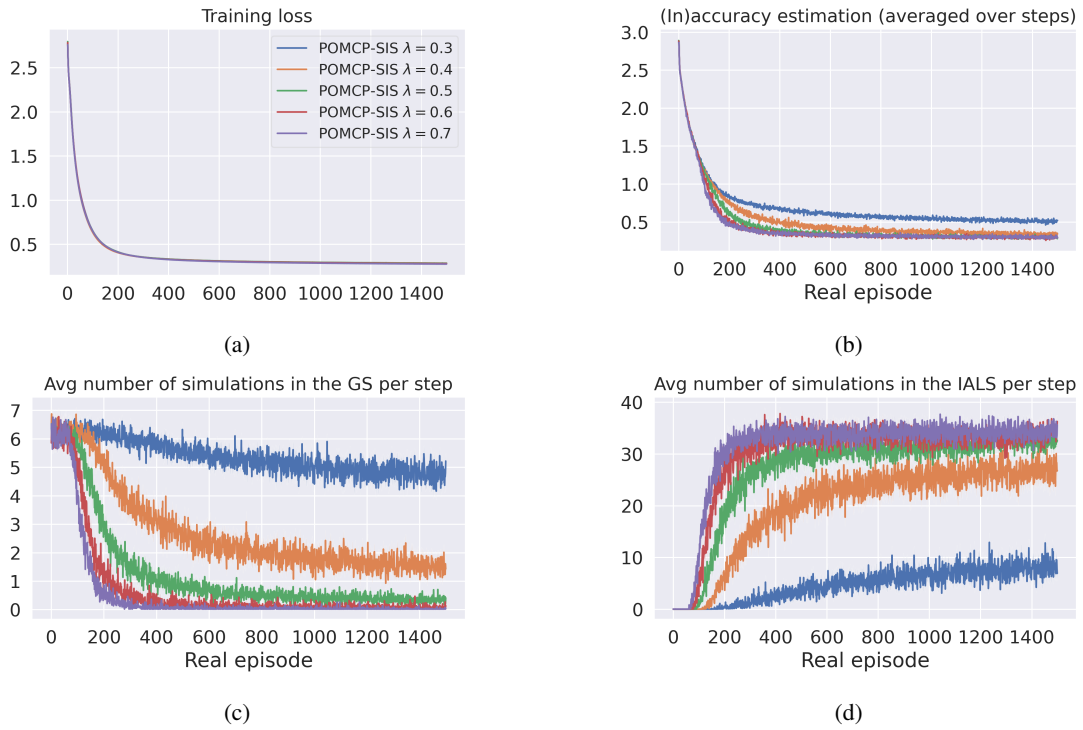 Training loss
2.5
2.0
1.5
1.0
0.5
POMCP-SIS λ = 0.3
POMCP-SIS λ = 0.4
POMCP-SIS λ = 0.5
POMCP-SIS λ = 0.6
POMCP-SIS λ = 0.7
0 200 400 600 800 1000 1200 1400
(a)
(In)accuracy estimation (averaged over steps)
3.0
2.5
2.0
1.5
1.0
0.5
0 200 400 600 800 1000 1200 1400
Real episode
(b)
Avg number of simulations in the GS per step
7
6
5
4
3
2
1
0
0 200 400 600 800 1000 1200 1400
Real episode
(c)
Avg number of simulations in the IALS per step
40
30
20
10
0
0 200 400 600 800 1000 1200 1400
Real episode
(d)